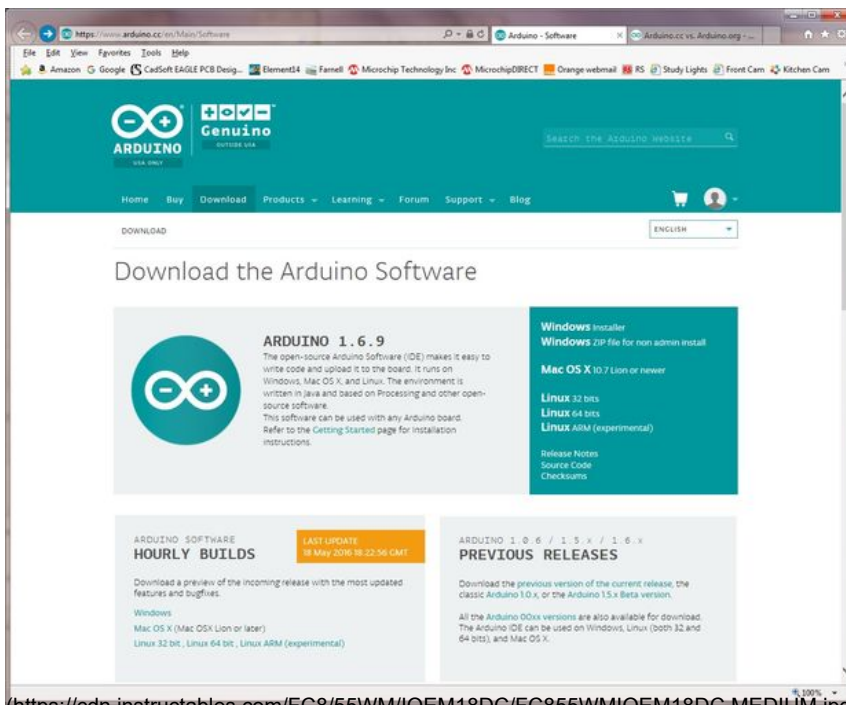 https://www.arduino.cc/en/Main/Software
Arduino - Software
Arduino.cc vs. Arduino.org - ...
File Edit View Favorites Tools Help
Amazon Google CadSoft EAGLE PCB Desig... Element14 Farnell Microchip Technology Inc MicrochipDIRECT Orange webmail RS Study Lights Front Cam Kitchen Cam
ARDUINO
USA ONLY
Genuino
OUTSIDE USA
Search the Arduino Website
Home Buy Download Products Learning Forum Support Blog
DOWNLOAD
ENGLISH
Download the Arduino Software
ARDUINO 1.6.9
The open-source Arduino Software (IDE) makes it easy to
write code and upload it to the board. It runs on
Windows, Mac OS X, and Linux. The environment is
written in Java and based on Processing and other open-
source software.
This software can be used with any Arduino board.
Refer to the Getting Started page for Installation
instructions.
Windows Installer
Windows ZIP file for non admin install
Mac OS X 10.7 Lion or newer
Linux 32 bits
Linux 64 bits
Linux ARM (experimental)
Release Notes
Source Code
Checksums
ARDUINO SOFTWARE
HOURLY BUILDS
LAST UPDATE
18 May 2016 18:22:56 GMT
Download a preview of the incoming release with the most updated
features and bugfixes.
Windows
Mac OS X (Mac OSX Lion or later)
Linux 32 bit , Linux 64 bit , Linux ARM (experimental)
ARDUINO 1.0.6 / 1.5.x / 1.6.x
PREVIOUS RELEASES
Download the previous version of the current release, the
classic Arduino 1.0.x, or the Arduino 1.5.x Beta version.
All the Arduino 00xx versions are also available for download.
The Arduino IDE can be used on Windows, Linux (both 32 and
64 bits), and Mac OS X.
100%